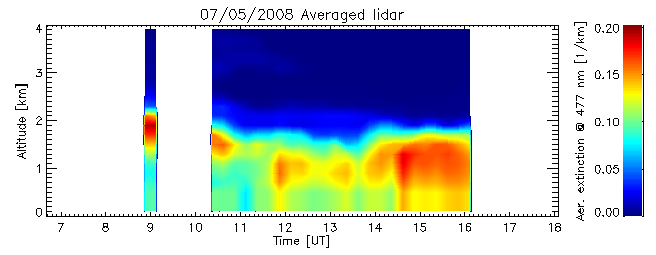 07/05/2008 Averaged lidar
Altitude [km]
4
3
2
1
0
7 8 9 10 11 12 13 14 15 16 17 18
Time [UT]
Aer. extinction @ 477 nm [1/km]
0.20
0.15
0.10
0.05
0.00